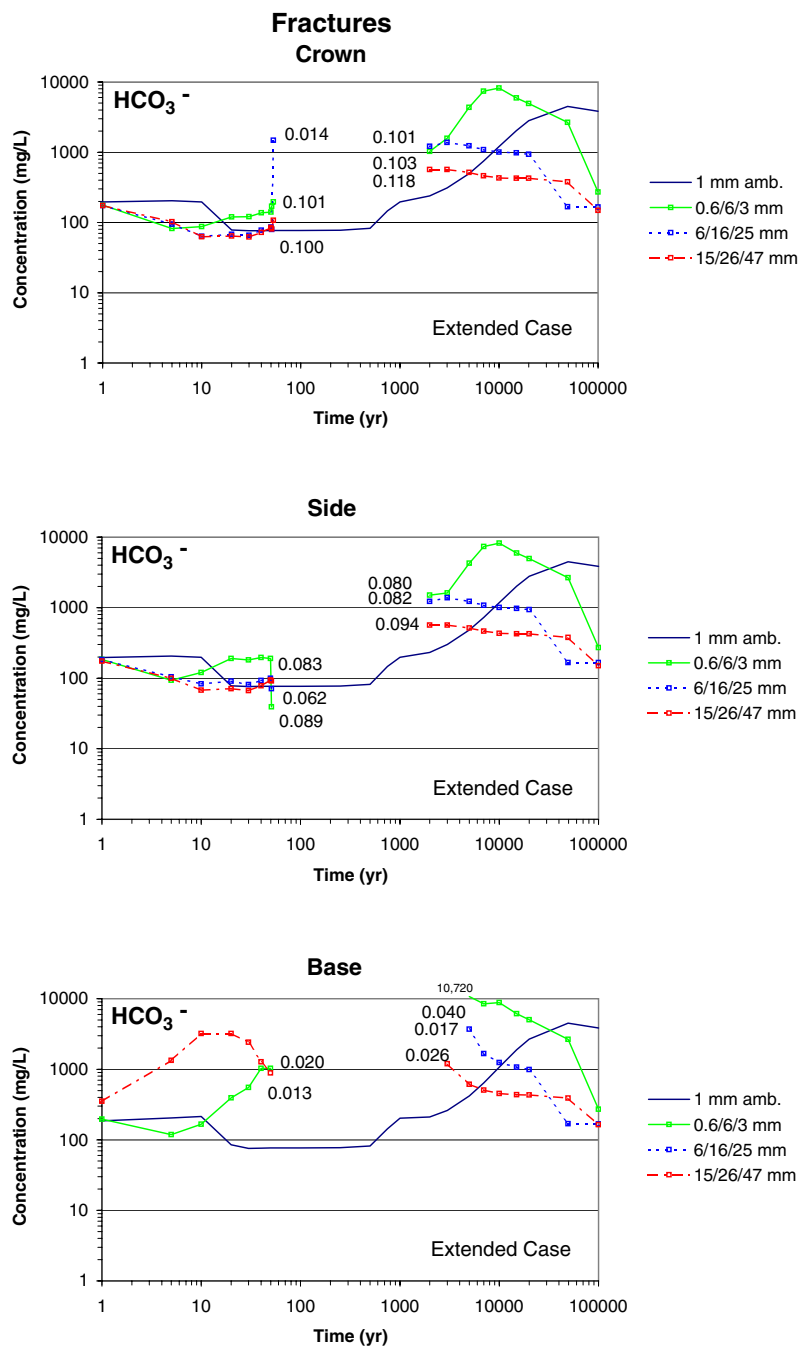 Fractures
Crown
HCO3 -
10000
1000
100
10
1
Concentration (mg/L)
0.014
0.101
0.100
0.101
0.103
0.118
Extended Case
1 10 100 1000 10000 100000
Time (yr)
1 mm amb.
0.6/6/3 mm
6/16/25 mm
15/26/47 mm
Side
HCO3 -
10000
1000
100
10
1
Concentration (mg/L)
0.083
0.062
0.089
0.080
0.082
0.094
Extended Case
1 10 100 1000 10000 100000
Time (yr)
1 mm amb.
0.6/6/3 mm
6/16/25 mm
15/26/47 mm
Base
HCO3 -
10000
1000
100
10
1
Concentration (mg/L)
0.020
0.013
10,720
0.040
0.017
0.026
Extended Case
1 10 100 1000 10000 100000
Time (yr)
1 mm amb.
0.6/6/3 mm
6/16/25 mm
15/26/47 mm